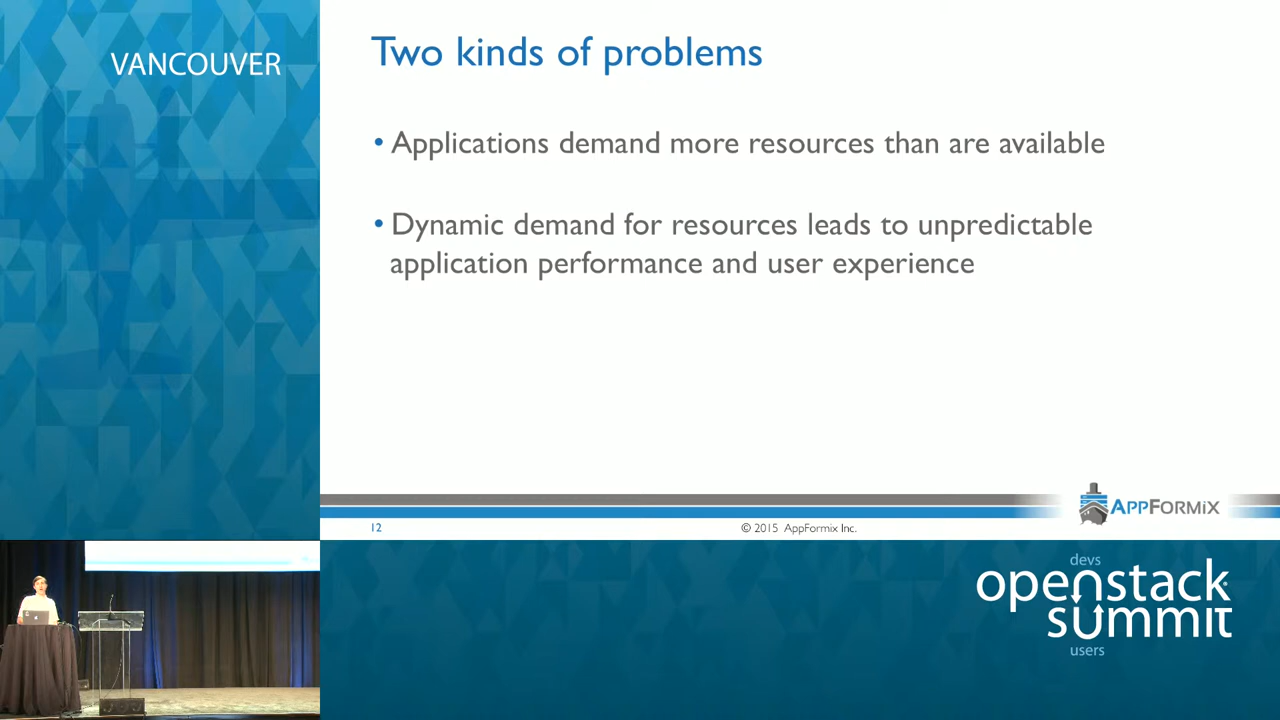 VANCOUVER
Two kinds of problems
• Applications demand more resources than are available
• Dynamic demand for resources leads to unpredictable
application performance and user experience
12
© 2015 AppFormix Inc.
APPFORMIX
devs
openstack
summit
users